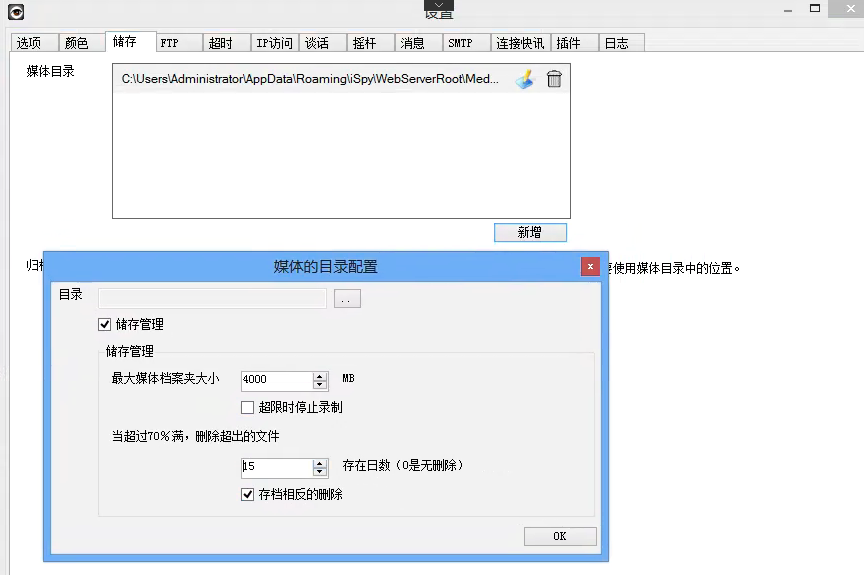 设置
选项 颜色 储存 FTP 超时 IP访问 谈话 摇杆 消息 SMTP 连接快讯 插件 日志
媒体目录
C:\Users\Administrator\AppData\Roaming\iSpy\WebServerRoot\Med...
新增
使用媒体目录中的位置。
媒体的目录配置
x
目录
..
储存管理
储存管理
最大媒体档案夹大小 4000 MB
超限时停止录制
当超过70%满，删除超出的文件
15 存在日数（0是无删除）
存档相反的删除
OK